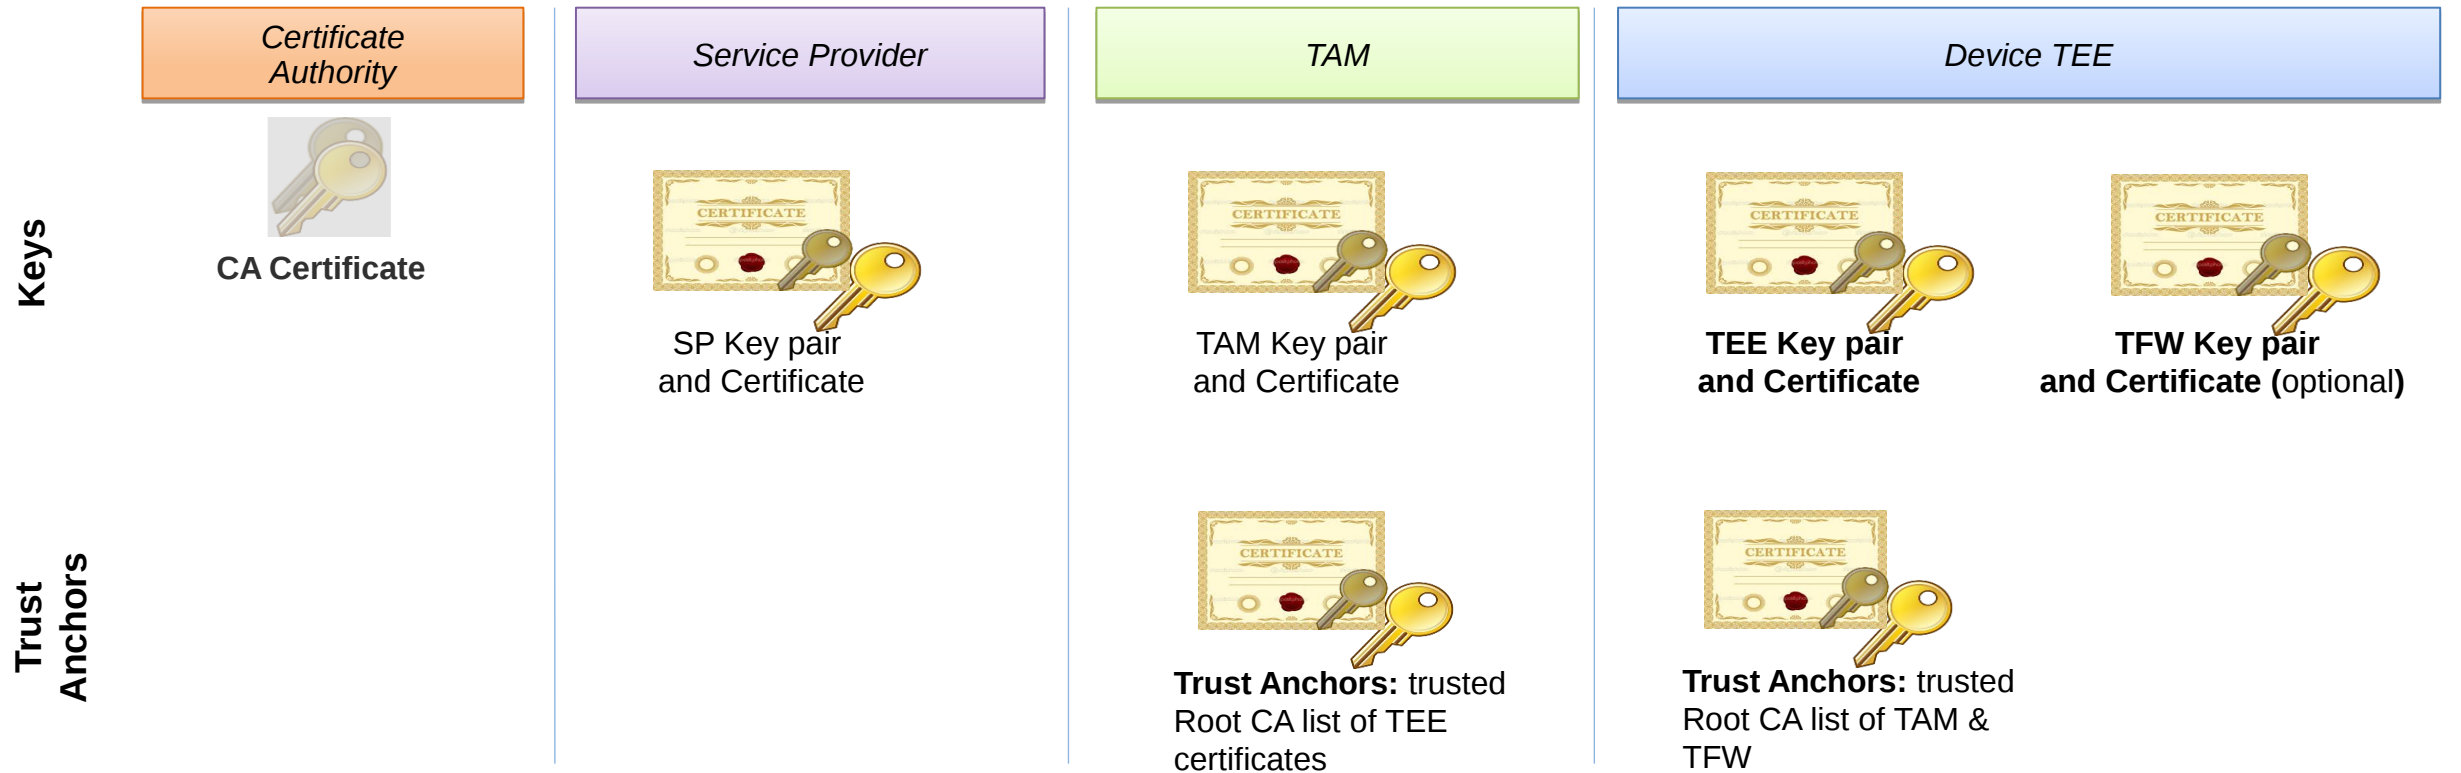 Certificate
Authority
Service Provider
TAM
Device TEE
Keys
CA Certificate
CERTIFICATE
SP Key pair
and Certificate
CERTIFICATE
TAM Key pair
and Certificate
CERTIFICATE
TEE Key pair
and Certificate
CERTIFICATE
TFW Key pair
and Certificate (optional)
Trust
Anchors
CERTIFICATE
Trust Anchors: trusted
Root CA list of TEE
certificates
CERTIFICATE
Trust Anchors: trusted
Root CA list of TAM &
TFW